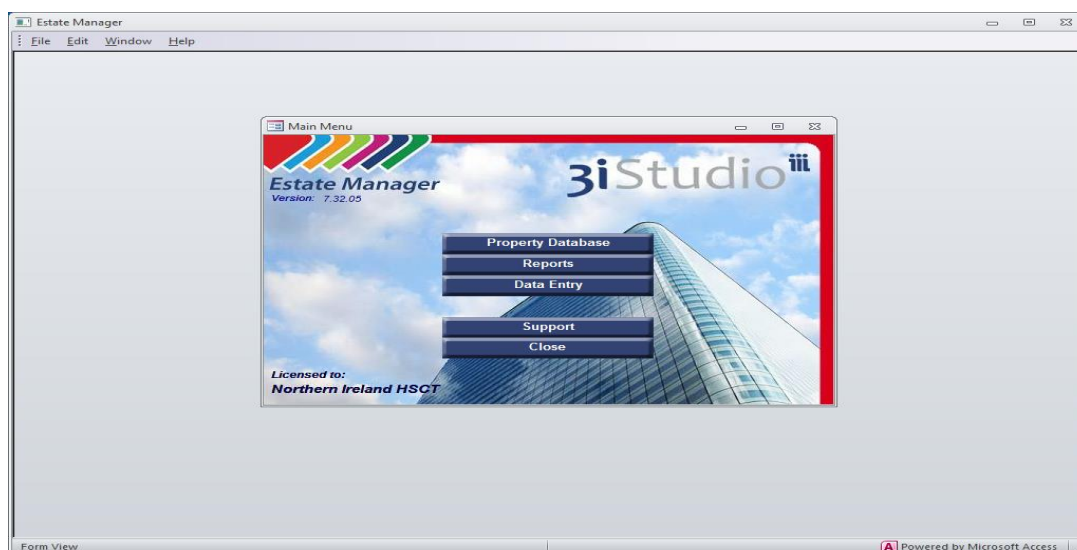 Estate Manager
File Edit Window Help
Main Menu
3iStudio iii
Estate Manager
Version: 7.32.05
Property Database
Reports
Data Entry
Support
Close
Licensed to:
Northern Ireland HSCT
Form View
A Powered by Microsoft Access